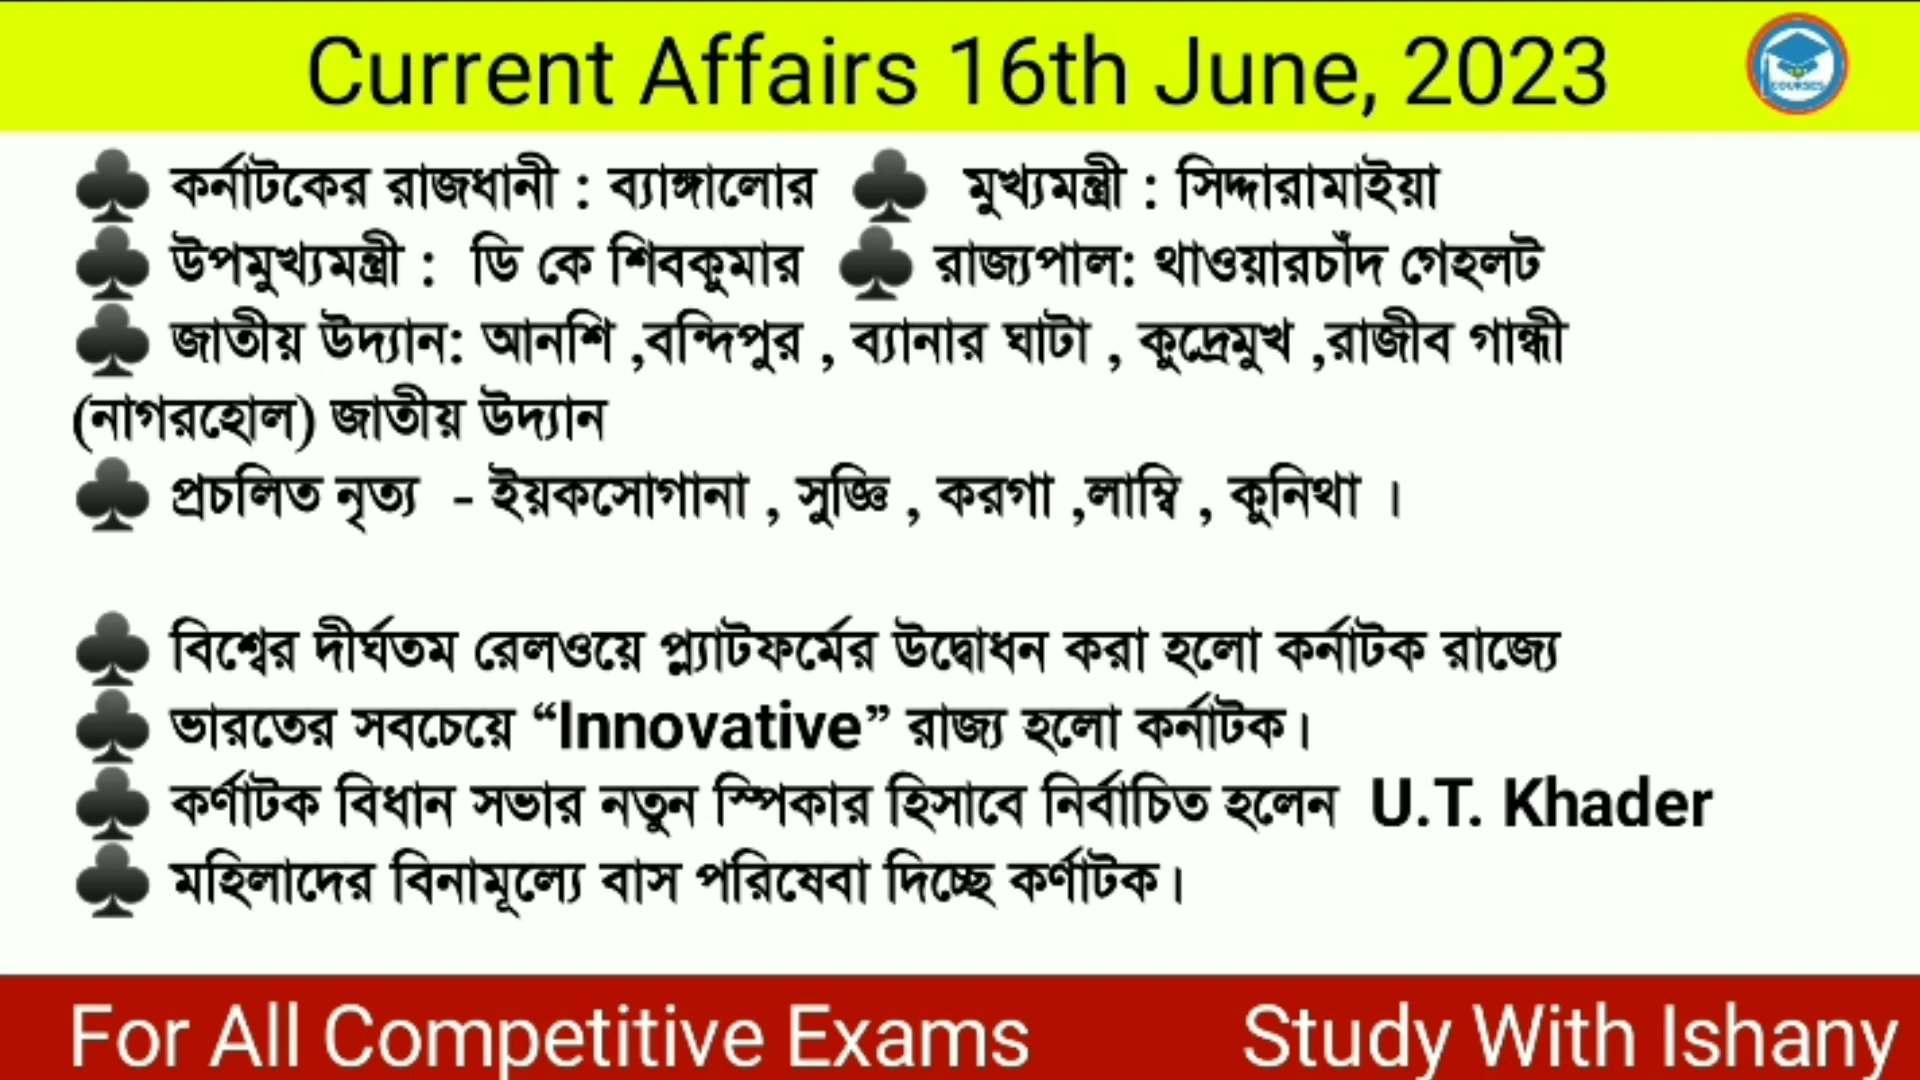 Current Affairs 16th June, 2023
COURSES
♣ কর্নাটকের রাজধানী : ব্যাঙ্গালোর ♣ মুখ্যমন্ত্রী : সিদ্দারামাইয়া
♣ উপমুখ্যমন্ত্রী : ডি কে শিবকুমার ♣ রাজ্যপাল: থাওয়ারচাঁদ গেহলট
♣ জাতীয় উদ্যান: আনশি ,বন্দিপুর , ব্যানার ঘাটা , কুদ্রেমুখ ,রাজীব গান্ধী
(নাগরহোল) জাতীয় উদ্যান
♣ প্রচলিত নৃত্য - ইয়কসোগানা , সুজ্ঞি , করগা ,লাম্বি , কুনিথা ।
♣ বিশ্বের দীর্ঘতম রেলওয়ে প্ল্যাটফর্মের উদ্বোধন করা হলো কর্নাটক রাজ্যে
♣ ভারতের সবচেয়ে “Innovative” রাজ্য হলো কর্নাটক।
♣ কর্ণাটক বিধান সভার নতুন স্পিকার হিসাবে নির্বাচিত হলেন U.T. Khader
♣ মহিলাদের বিনামূল্যে বাস পরিষেবা দিচ্ছে কর্ণাটক।
For All Competitive Exams Study With Ishany